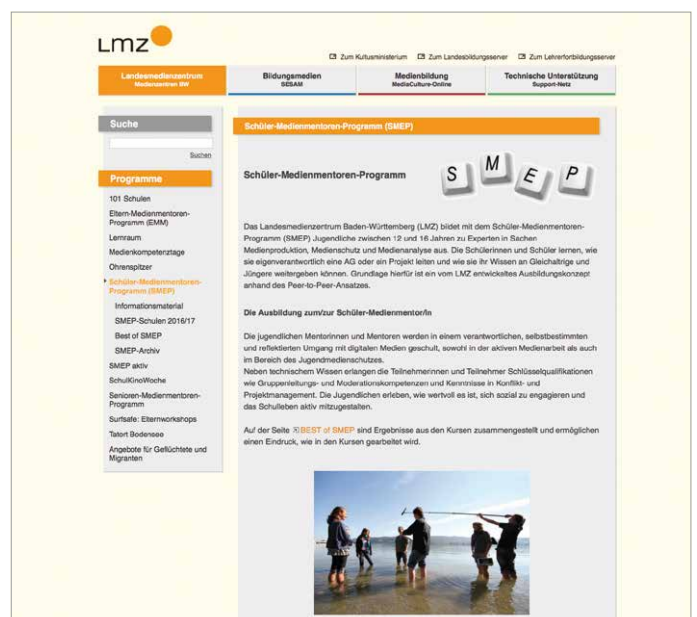 LMZ
Zum Kultusministerium Zum Landesbildungsserver Zum Lehrerfortbildungsserver
Landesmedienzentrum
Medienzentren BW
Bildungsmedien
SESAM
Medienbildung
MediaCulture-Online
Technische Unterstützung
Support-Netz
Suche
Suchen
Programme
101 Schulen
Eltern-Medienmentoren-
Programm (EMM)
Lernraum
Medienkompetenztage
Ohrenspitzer
Schüler-Medienmentoren-
Programm (SMEP)
Informationsmaterial
SMEP-Schulen 2016/17
Best of SMEP
SMEP-Archiv
SMEP aktiv
SchulKinoWoche
Senioren-Medienmentoren-
Programm
Surfsafe: Elternworkshops
Tatort Bodensee
Angebote für Geflüchtete und
Migranten
Schüler-Medienmentoren-Programm (SMEP)
Schüler-Medienmentoren-Programm
S M E P
Das Landesmedienzentrum Baden-Württemberg (LMZ) bildet mit dem Schüler-Medienmentoren-
Programm (SMEP) Jugendliche zwischen 12 und 16 Jahren zu Experten in Sachen
Medienproduktion, Medienschutz und Medienanalyse aus. Die Schülerinnen und Schüler lernen, wie
sie eigenverantwortlich eine AG oder ein Projekt leiten und wie sie ihr Wissen an Gleichaltrige und
Jüngere weitergeben können. Grundlage hierfür ist ein vom LMZ entwickeltes Ausbildungskonzept
anhand des Peer-to-Peer-Ansatzes.
Die Ausbildung zum/zur Schüler-Medienmentor/in
Die jugendlichen Mentorinnen und Mentoren werden in einem verantwortlichen, selbstbestimmten
und reflektierten Umgang mit digitalen Medien geschult, sowohl in der aktiven Medienarbeit als auch
im Bereich des Jugendmedienschutzes.
Neben technischem Wissen erlangen die Teilnehmerinnen und Teilnehmer Schlüsselqualifikationen
wie Gruppenleitungs- und Moderationskompetenzen und Kenntnisse in Konflikt- und
Projektmanagement. Die Jugendlichen erleben, wie wertvoll es ist, sich sozial zu engagieren und
das Schulleben aktiv mitzugestalten.
Auf der Seite BEST of SMEP sind Ergebnisse aus den Kursen zusammengestellt und ermöglichen
einen Eindruck, wie in den Kursen gearbeitet wird.